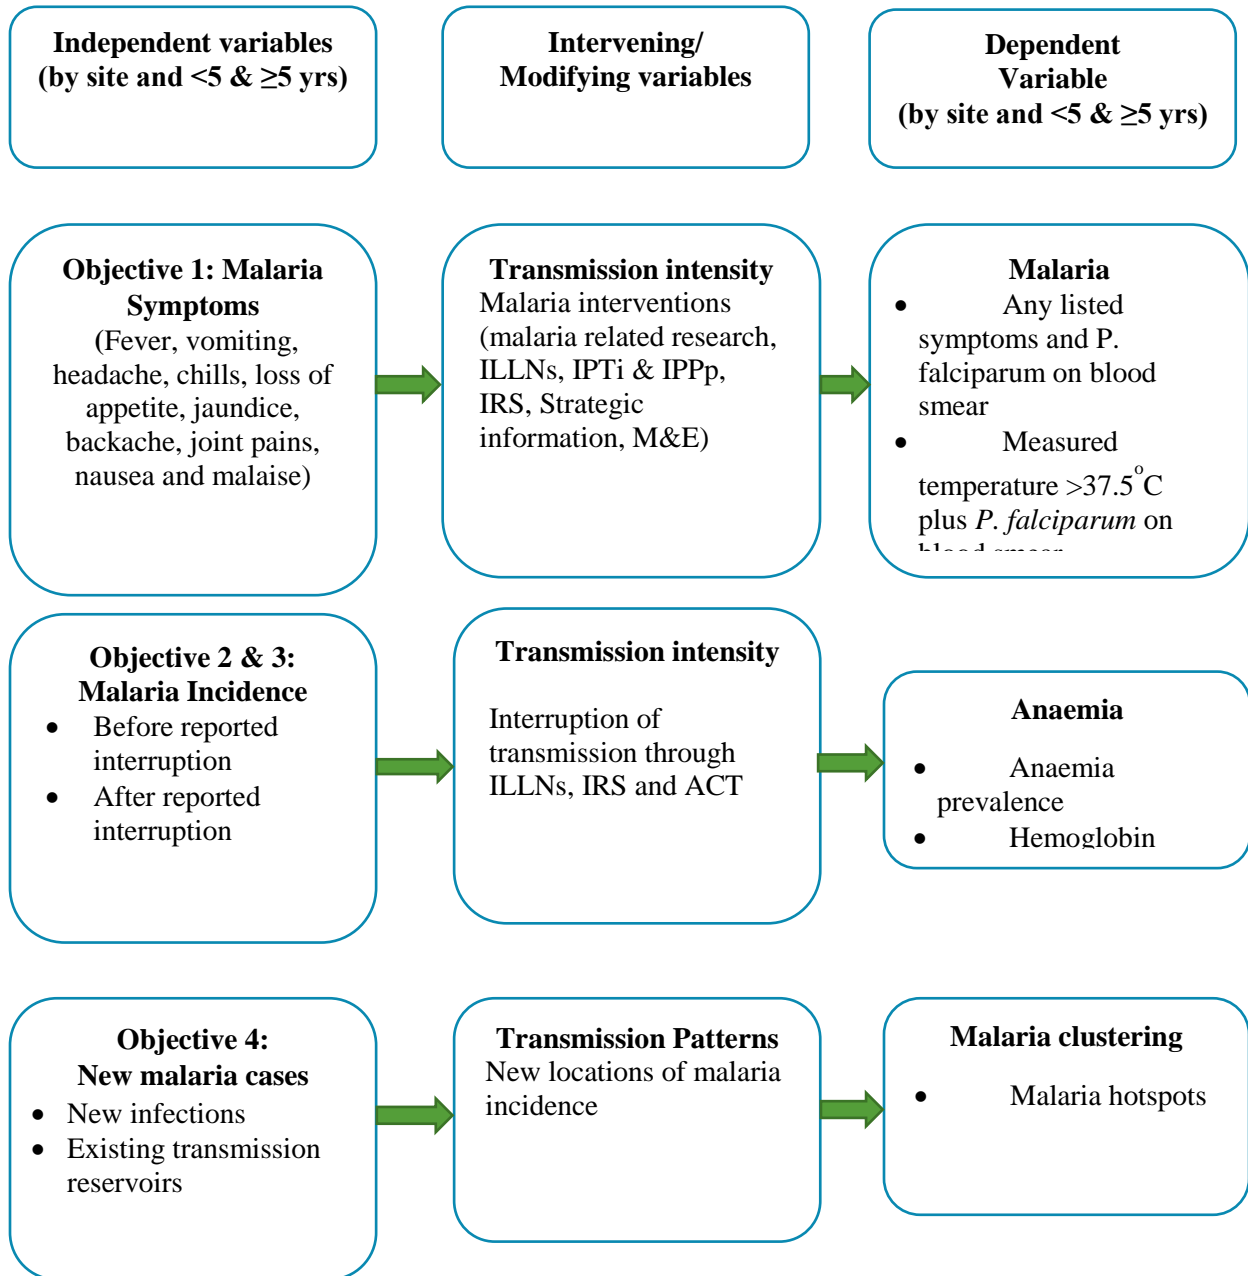 Independent variables
(by site and <5 & ≥5 yrs)
Intervening/
Modifying variables
Dependent
Variable
(by site and <5 & ≥5 yrs)
Objective 1: Malaria
Symptoms
(Fever, vomiting,
headache, chills, loss of
appetite, jaundice,
backache, joint pains,
nausea and malaise)
Transmission intensity
Malaria interventions
(malaria related research,
ILLNs, IPTi & IPPp,
IRS, Strategic
information, M&E)
Malaria
• Any listed
symptoms and P.
falciparum on blood
smear
• Measured
temperature >37.5°C
plus P. falciparum on
blood smear
Objective 2 & 3:
Malaria Incidence
• Before reported
interruption
• After reported
interruption
Transmission intensity
Interruption of
transmission through
ILLNs, IRS and ACT
Anaemia
• Anaemia
prevalence
• Hemoglobin
Objective 4:
New malaria cases
• New infections
• Existing transmission
reservoirs
Transmission Patterns
New locations of malaria
incidence
Malaria clustering
• Malaria hotspots